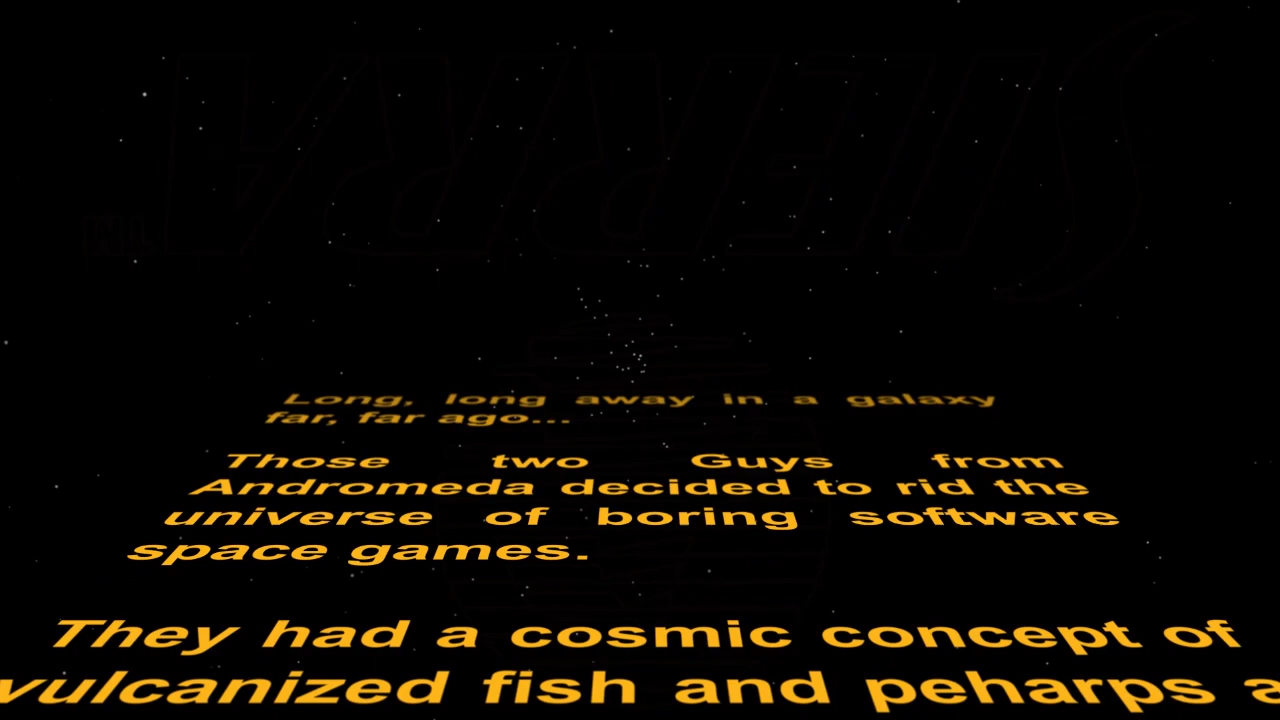 SIERRA
Long, long away in a galaxy
far, far ago...
Those two Guys from
Andromeda decided to rid the
universe of boring software
space games.
They had a cosmic concept of
vulcanized fish and peharps a